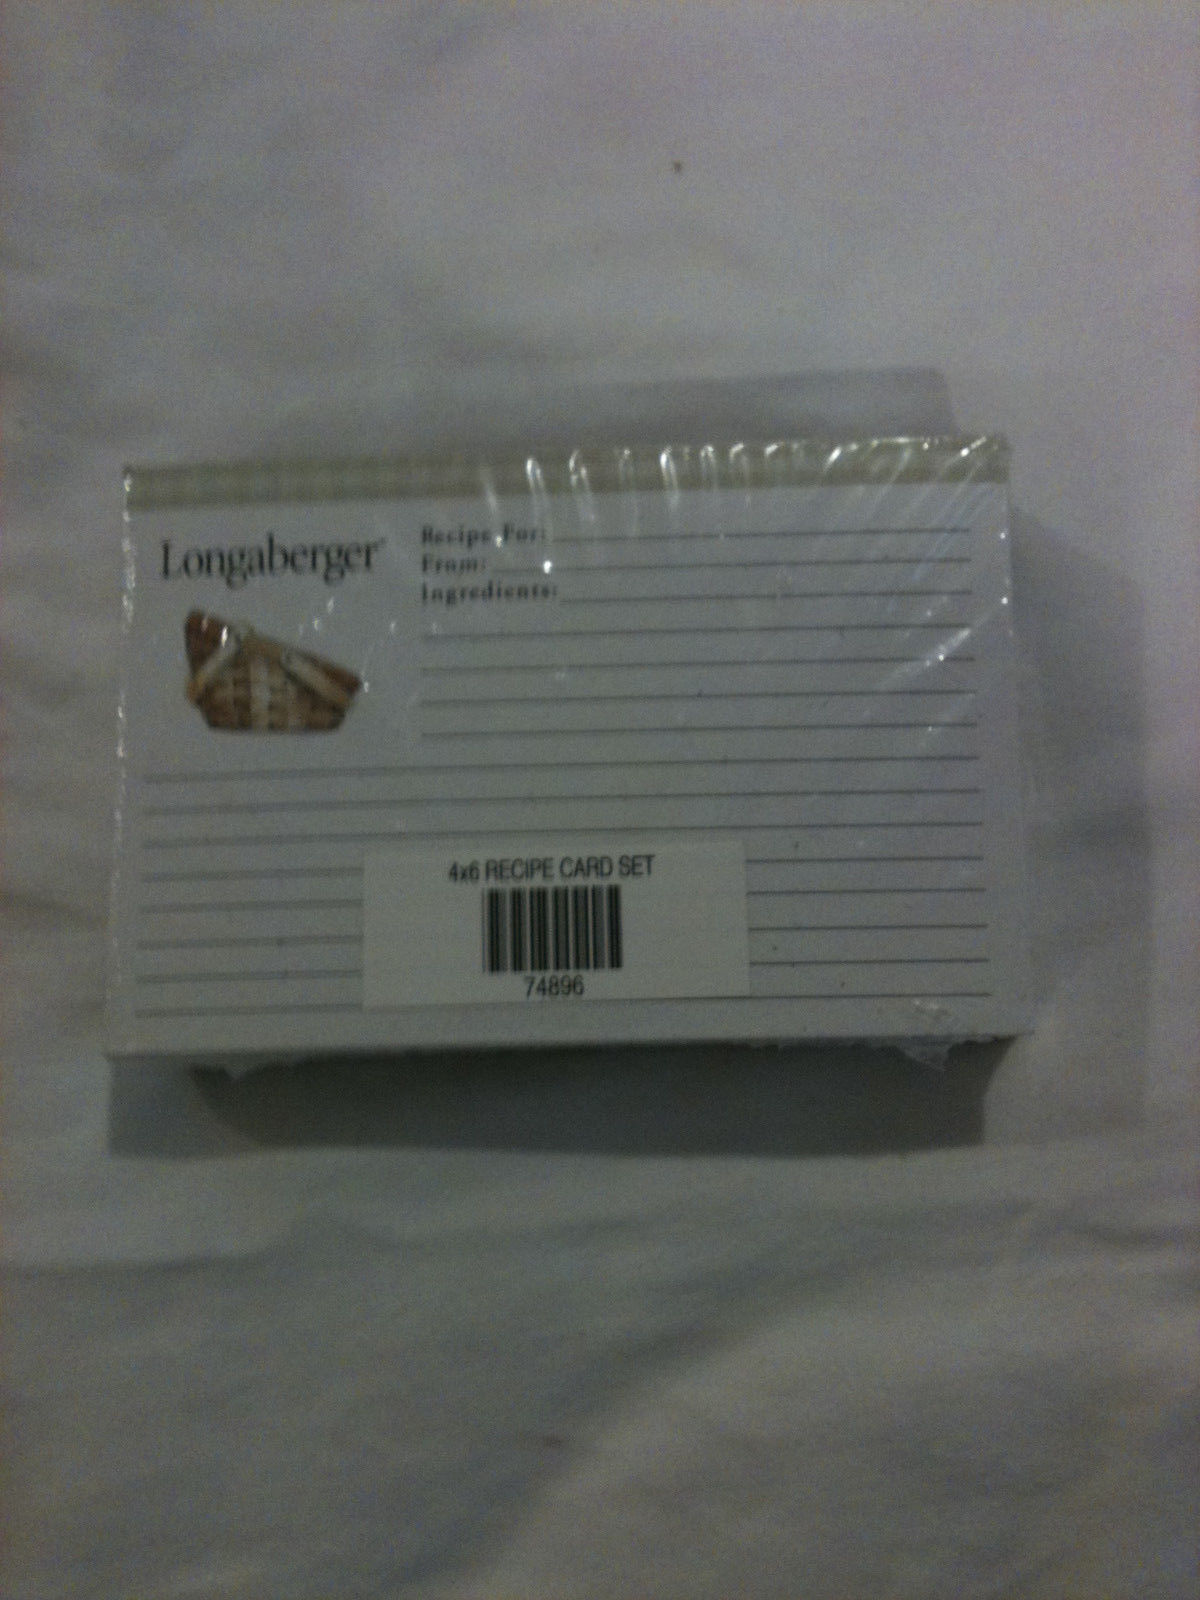 Longaberger®
Recipe For:
From:
Ingredients:
4x6 RECIPE CARD SET
74896